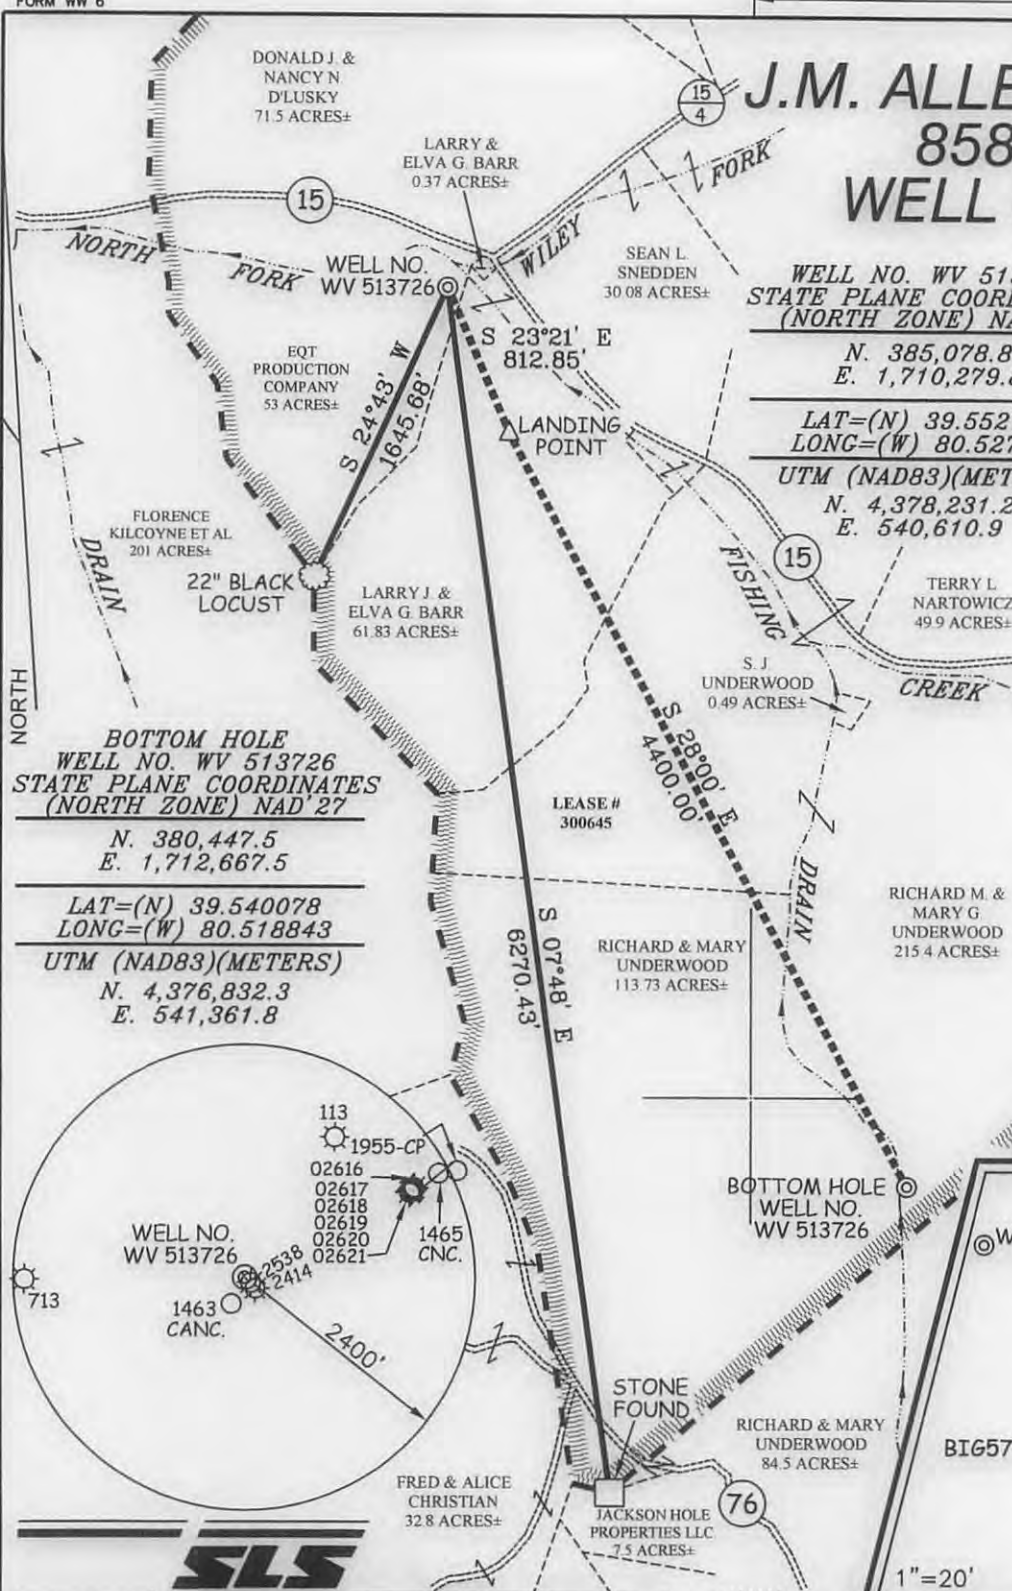 FORM WW 6
DONALD J. &
NANCY N.
D'LUSKY
71.5 ACRES±
15
4
J.M. ALLE
858
WELL
LARRY &
ELVA G. BARR
0.37 ACRES±
15
NORTH FORK
WILEY FORK
WELL NO.
WV 513726
SEAN L.
SNEDDEN
30.08 ACRES±
WELL NO. WV 51
STATE PLANE COOR
(NORTH ZONE) NA
N. 385,078.8
E. 1,710,279.
LAT=(N) 39.552
LONG=(W) 80.527
UTM (NAD83)(MET
N. 4,378,231.2
E. 540,610.9
S 23°21' E
812.85'
EQT
PRODUCTION
COMPANY
53 ACRES±
S 24°43' W
1645.68'
LANDING
POINT
FLORENCE
KILCOYNE ET AL
201 ACRES±
DRAIN
22" BLACK
LOCUST
LARRY J. &
ELVA G. BARR
61.83 ACRES±
15
FISHING
CREEK
TERRY L.
NARTOWICZ
49.9 ACRES±
S. J.
UNDERWOOD
0.49 ACRES±
NORTH
BOTTOM HOLE
WELL NO. WV 513726
STATE PLANE COORDINATES
(NORTH ZONE) NAD'27
N. 380,447.5
E. 1,712,667.5
LAT=(N) 39.540078
LONG=(W) 80.518843
UTM (NAD83)(METERS)
N. 4,376,832.3
E. 541,361.8
S 28°00' E
4400.00'
LEASE #
300645
DRAIN
S 07°48' E
6270.43'
RICHARD & MARY
UNDERWOOD
113.73 ACRES±
RICHARD M. &
MARY G.
UNDERWOOD
215.4 ACRES±
113
1955-CP
02616
02617
02618
02619
02620
02621
1465
CNC.
WELL NO.
WV 513726
2538
2414
713
1463
CANC.
2400'
BOTTOM HOLE
WELL NO.
WV 513726
W
STONE
FOUND
RICHARD & MARY
UNDERWOOD
84.5 ACRES±
BIG57
FRED & ALICE
CHRISTIAN
32.8 ACRES±
JACKSON HOLE
PROPERTIES LLC
7.5 ACRES±
76
SLS
1"=20'